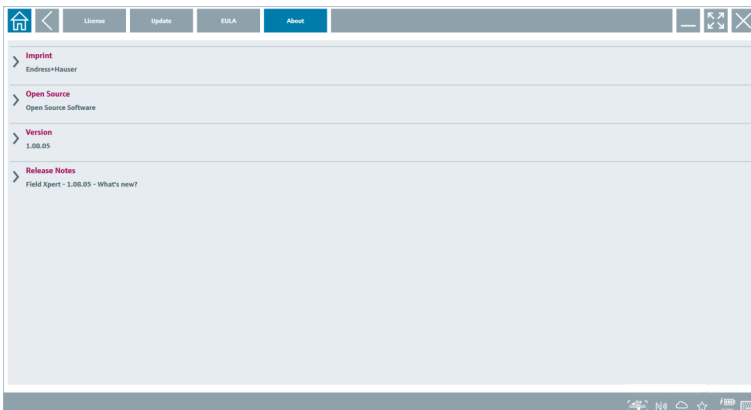 License
Update
EULA
About
Imprint
Endress+Hauser
Open Source
Open Source Software
Version
1.08.05
Release Notes
Field Xpert - 1.08.05 - What's new?